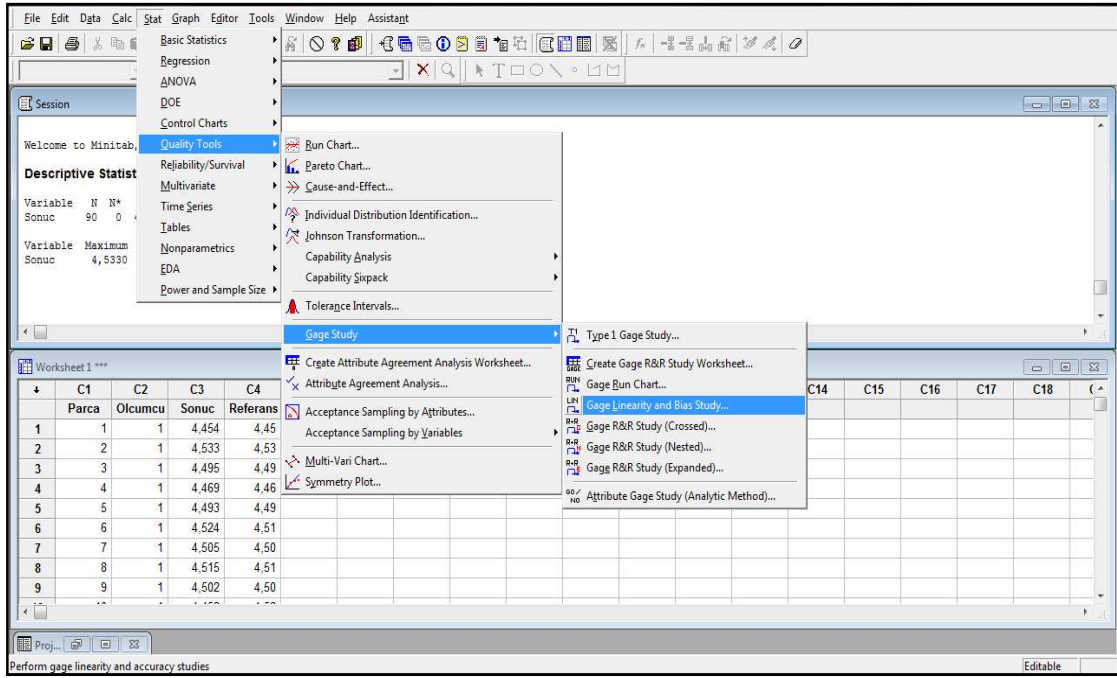 File Edit Data Calc Stat Graph Editor Tools Window Help Assistant
Basic Statistics
Regression
ANOVA
DOE
Control Charts
Quality Tools
Reliability/Survival
Multivariate
Time Series
Tables
Nonparametrics
EDA
Power and Sample Size
Run Chart...
Pareto Chart...
Cause-and-Effect...
Individual Distribution Identification...
Johnson Transformation...
Capability Analysis
Capability Sixpack
Tolerance Intervals...
Gage Study
Create Attribute Agreement Analysis Worksheet...
Attribute Agreement Analysis...
Acceptance Sampling by Attributes...
Acceptance Sampling by Variables
Multi-Vari Chart...
Symmetry Plot...
Type 1 Gage Study...
Create Gage R&R Study Worksheet...
Gage Run Chart...
Gage Linearity and Bias Study...
Gage R&R Study (Crossed)...
Gage R&R Study (Nested)...
Gage R&R Study (Expanded)...
Attribute Gage Study (Analytic Method)...
Session
Welcome to Minitab,
Descriptive Statist
Variable N N*
Sonuc 90 0
Variable Maximum
Sonuc 4,5330
Worksheet 1 ***
C1 C2 C3 C4 C14 C15 C16 C17 C18
Parca Olcumcu Sonuc Referans
1 1 1 4,454 4,45
2 2 1 4,533 4,53
3 3 1 4,495 4,49
4 4 1 4,469 4,46
5 5 1 4,493 4,49
6 6 1 4,524 4,51
7 7 1 4,505 4,50
8 8 1 4,515 4,51
9 9 1 4,502 4,50
Proj...
Perform gage linearity and accuracy studies
Editable